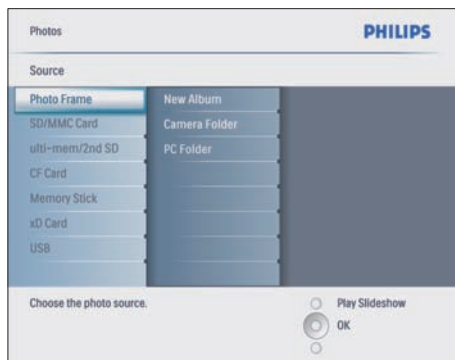 Photos PHILIPS
Source
Photo Frame New Album
SD/MMC Card Camera Folder
ulti-mem/2nd SD PC Folder
CF Card
Memory Stick
xD Card
USB
Choose the photo source. Play Slideshow
OK